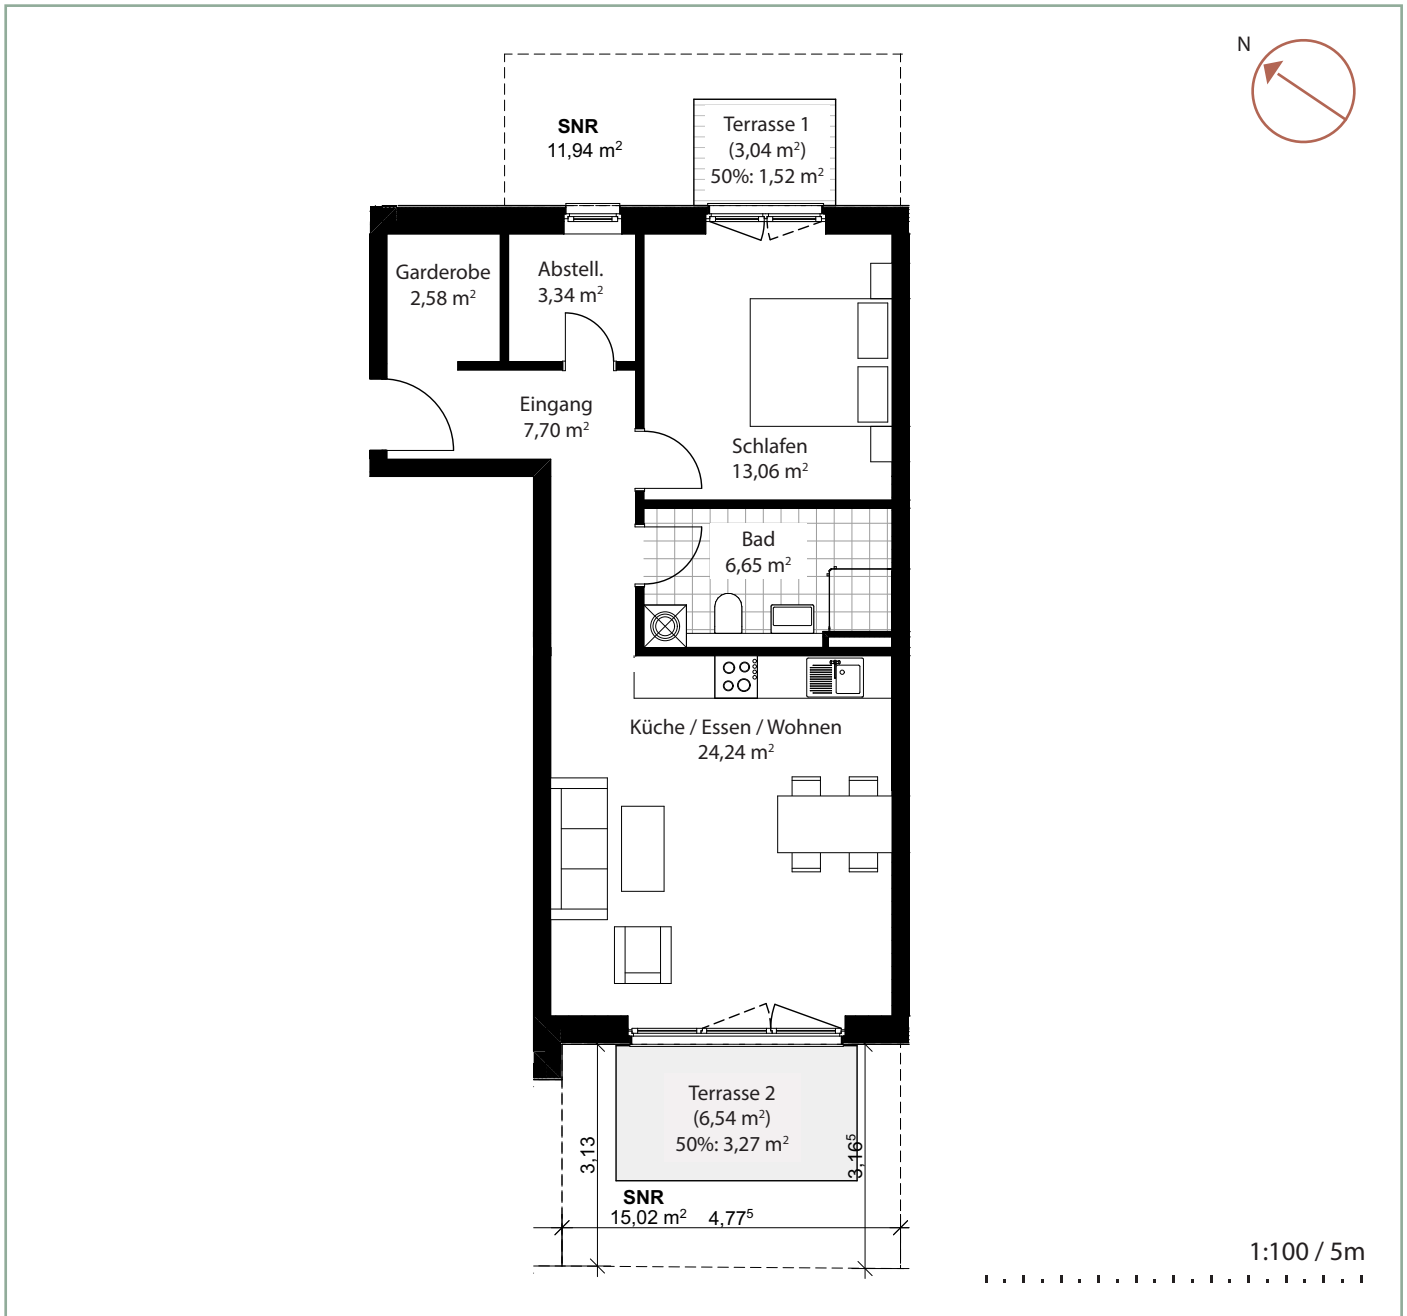 N
SNR
11,94 m²
Terrasse 1
(3,04 m²)
50%: 1,52 m²
Garderobe
2,58 m²
Abstell.
3,34 m²
Eingang
7,70 m²
Schlafen
13,06 m²
Bad
6,65 m²
Küche / Essen / Wohnen
24,24 m²
Terrasse 2
(6,54 m²)
50%: 3,27 m²
3,13
3,16⁵
SNR
15,02 m²
4,77⁵
1:100 / 5m